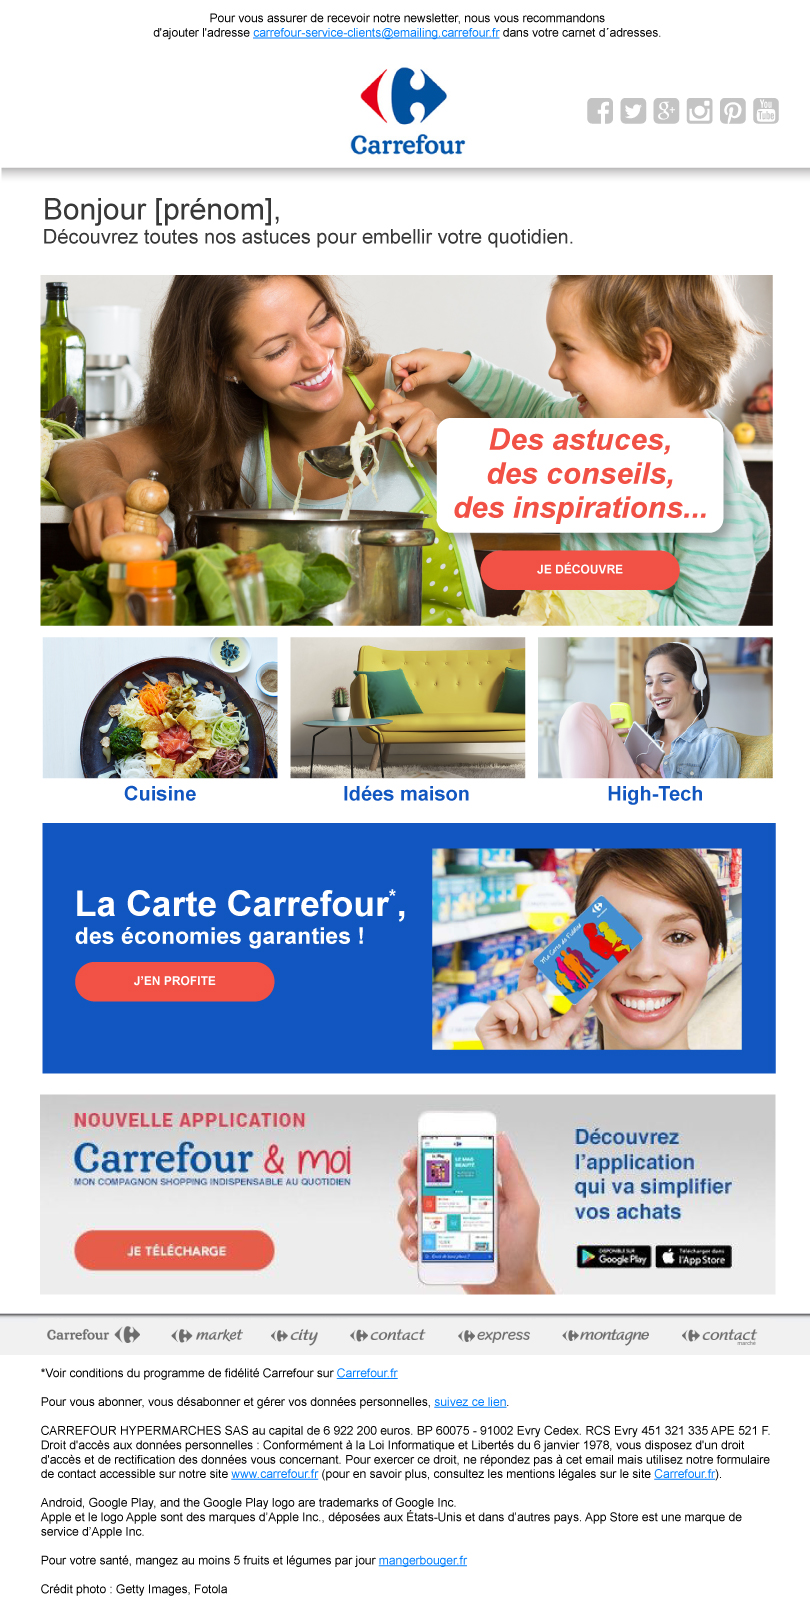 Pour vous assurer de recevoir notre newsletter, nous vous recommandons
d'ajouter l'adresse carrefour-service-clients@emailing.carrefour.fr dans votre carnet d´adresses.
Carrefour
You
Tube
Bonjour [prénom],
Découvrez toutes nos astuces pour embellir votre quotidien.
Des astuces,
des conseils,
des inspirations...
JE DÉCOUVRE
Cuisine
Idées maison
High-Tech
La Carte Carrefour*,
des économies garanties !
J'EN PROFITE
Ma Carte de Fidélité
NOUVELLE APPLICATION
Carrefour & moi
MON COMPAGNON SHOPPING INDISPENSABLE AU QUOTIDIEN
JE TÉLÉCHARGE
LE MAG
BEAUTÉ
Découvrez
l'application
qui va simplifier
vos achats
DISPONIBLE SUR
Google Play
Télécharger dans
l'App Store
Carrefour
market
city
contact
express
montagne
contact
marché
*Voir conditions du programme de fidélité Carrefour sur Carrefour.fr
Pour vous abonner, vous désabonner et gérer vos données personnelles, suivez ce lien.
CARREFOUR HYPERMARCHES SAS au capital de 6 922 200 euros. BP 60075 - 91002 Evry Cedex. RCS Evry 451 321 335 APE 521 F.
Droit d'accès aux données personnelles : Conformément à la Loi Informatique et Libertés du 6 janvier 1978, vous disposez d'un droit
d'accès et de rectification des données vous concernant. Pour exercer ce droit, ne répondez pas à cet email mais utilisez notre formulaire
de contact accessible sur notre site www.carrefour.fr (pour en savoir plus, consultez les mentions légales sur le site Carrefour.fr).
Android, Google Play, and the Google Play logo are trademarks of Google Inc.
Apple et le logo Apple sont des marques d'Apple Inc., déposées aux États-Unis et dans d'autres pays. App Store est une marque de
service d'Apple Inc.
Pour votre santé, mangez au moins 5 fruits et légumes par jour mangerbouger.fr
Crédit photo : Getty Images, Fotola